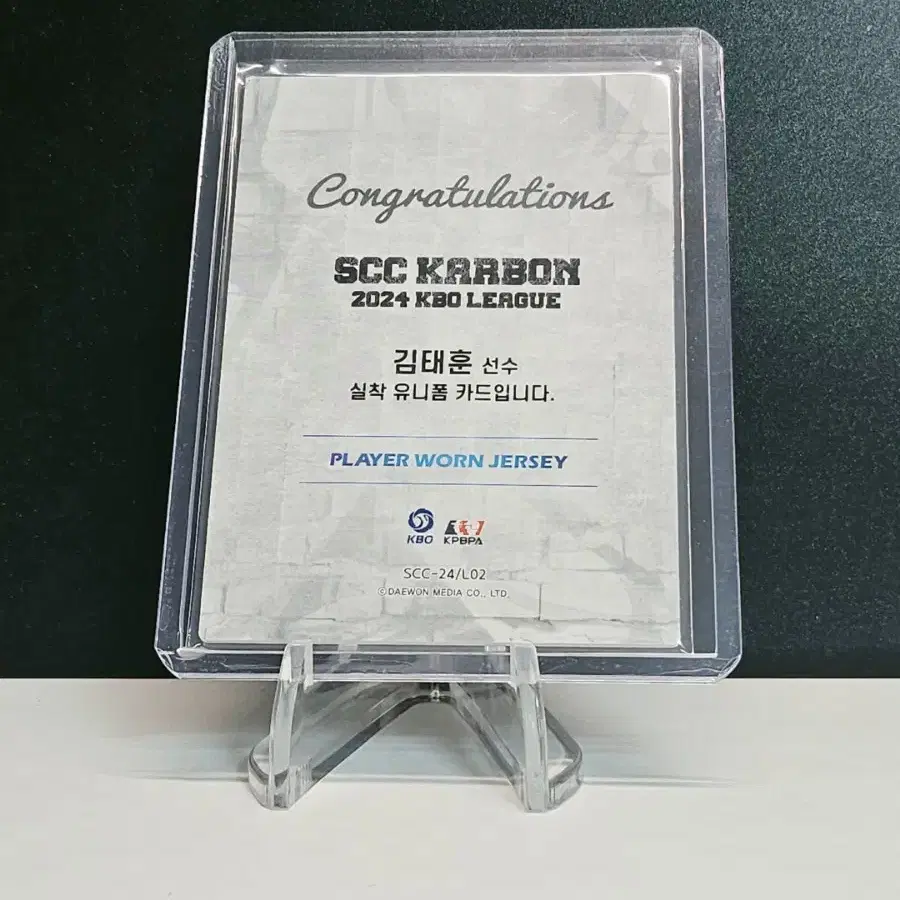 Congratulations
SCC KARBON
2024 KBO LEAGUE
김태훈 선수
실착 유니폼 카드입니다.
PLAYER WORN JERSEY
KBO KPBPA
SCC-24/L02
©DAEWON MEDIA CO., LTD.